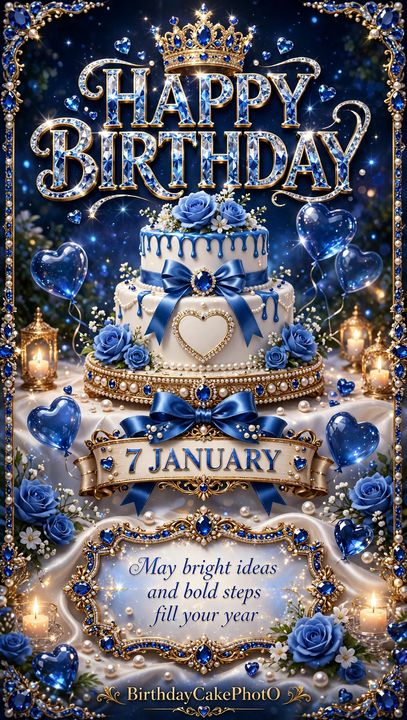 HAPPY
BIRTHDAY
7 JANUARY
May bright ideas
and bold steps
fill your year
BirthdayCakePhotO